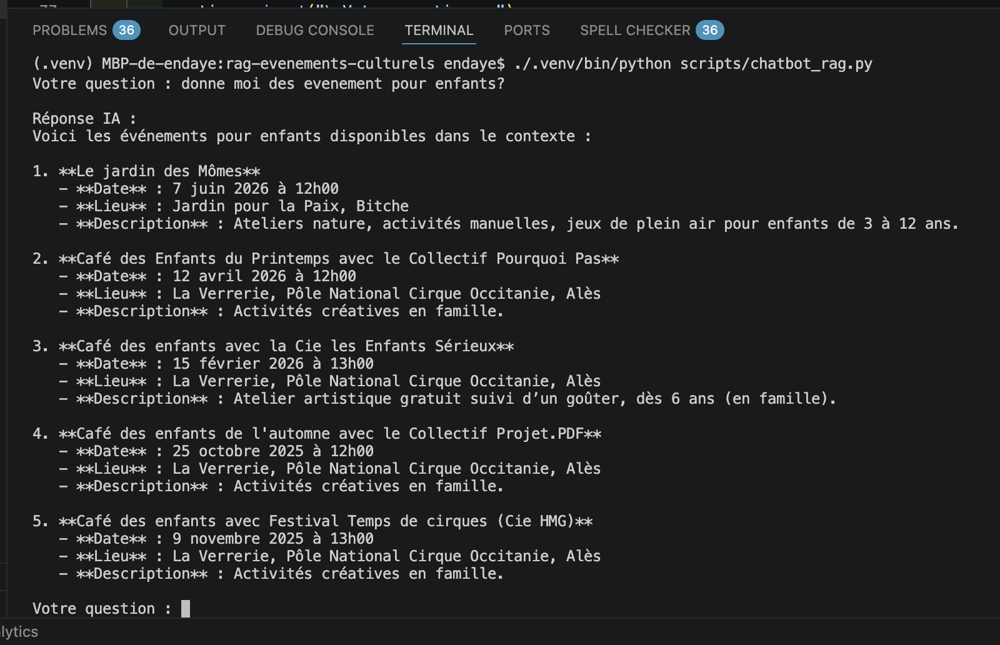 PROBLEMS 36 OUTPUT DEBUG CONSOLE TERMINAL PORTS SPELL CHECKER 36
(.venv) MBP-de-endaye:rag-evenements-culturels endaye$ ./.venv/bin/python scripts/chatbot_rag.py
Votre question : donne moi des evenement pour enfants?
Réponse IA :
Voici les événements pour enfants disponibles dans le contexte :
1. **Le jardin des Mômes**
- **Date** : 7 juin 2026 à 12h00
- **Lieu** : Jardin pour la Paix, Bitche
- **Description** : Ateliers nature, activités manuelles, jeux de plein air pour enfants de 3 à 12 ans.
2. **Café des Enfants du Printemps avec le Collectif Pourquoi Pas**
- **Date** : 12 avril 2026 à 12h00
- **Lieu** : La Verrerie, Pôle National Cirque Occitanie, Alès
- **Description** : Activités créatives en famille.
3. **Café des enfants avec la Cie les Enfants Sérieux**
- **Date** : 15 février 2026 à 13h00
- **Lieu** : La Verrerie, Pôle National Cirque Occitanie, Alès
- **Description** : Atelier artistique gratuit suivi d’un goûter, dès 6 ans (en famille).
4. **Café des enfants de l'automne avec le Collectif Projet.PDF**
- **Date** : 25 octobre 2025 à 12h00
- **Lieu** : La Verrerie, Pôle National Cirque Occitanie, Alès
- **Description** : Activités créatives en famille.
5. **Café des enfants avec Festival Temps de cirques (Cie HMG)**
- **Date** : 9 novembre 2025 à 13h00
- **Lieu** : La Verrerie, Pôle National Cirque Occitanie, Alès
- **Description** : Activités créatives en famille.
Votre question :
lytics